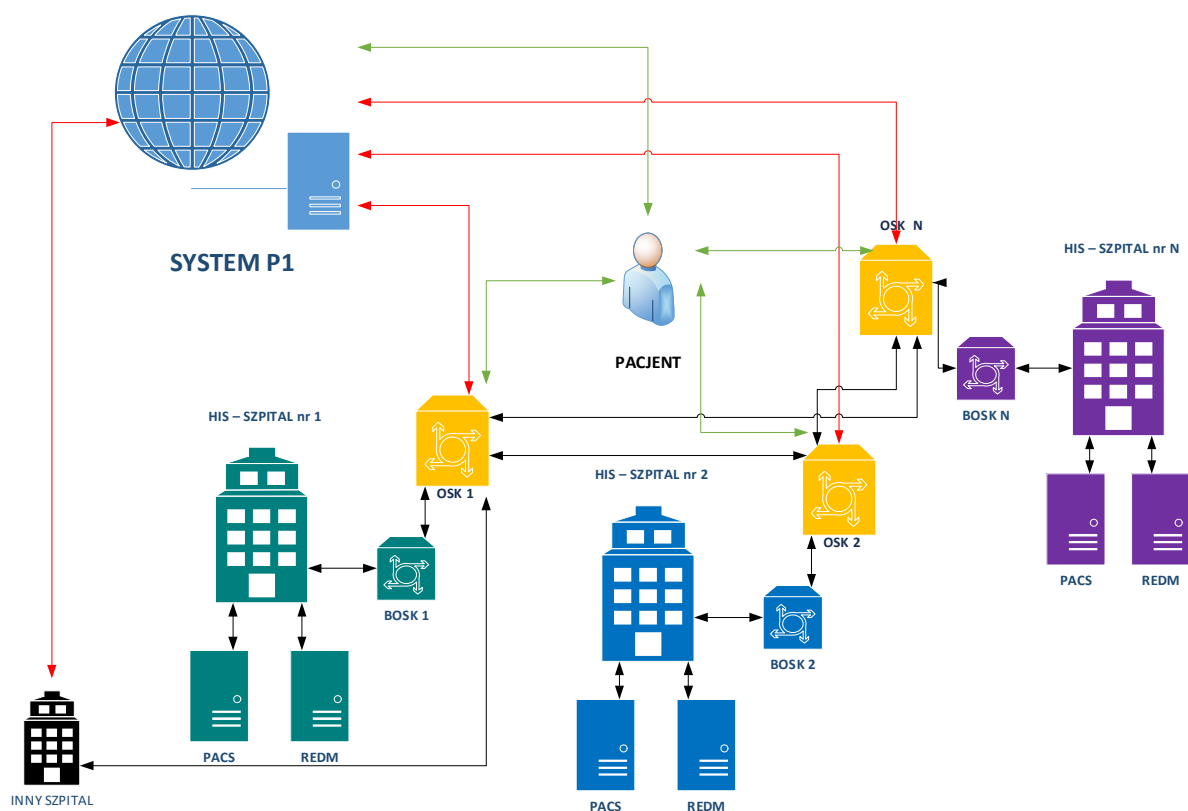 OSK  N
HIS – SZPITAL nr N
SYSTEM P1
PACJENT
BOSK N
HIS – SZPITAL nr 1
HIS – SZPITAL nr 2
OSK 1
OSK 2
PACS
REDM
BOSK 1
BOSK 2
PACS
REDM
INNY SZPITAL
PACS
REDM